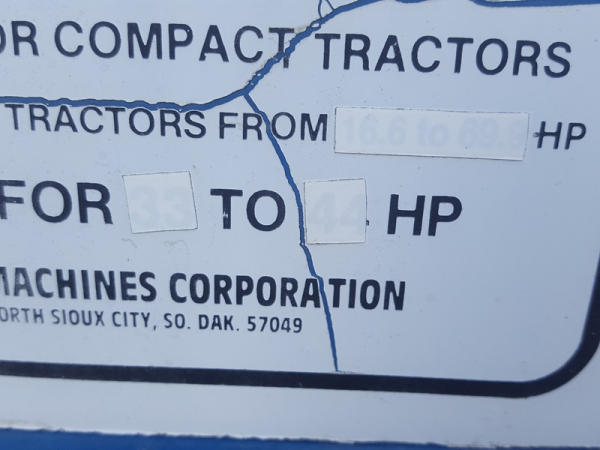 OR COMPACT TRACTORS
TRACTORS FROM 16.6 to 69.9 HP
FOR 33 TO 44 HP
MACHINES CORPORATION
ORTH SIOUX CITY, SO. DAK. 57049